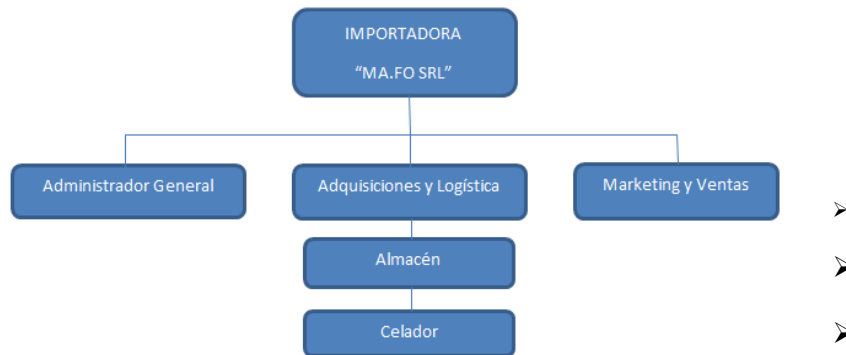 IMPORTADORA
“MA.FO SRL”
Administrador General
Adquisiciones y Logística
Marketing y Ventas
Almacén
Celador